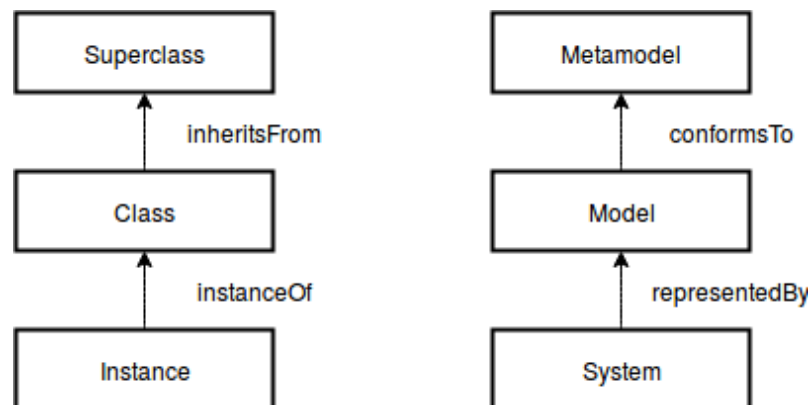 Superclass
inheritsFrom
Class
instanceOf
Instance
Metamodel
conformsTo
Model
representedBy
System